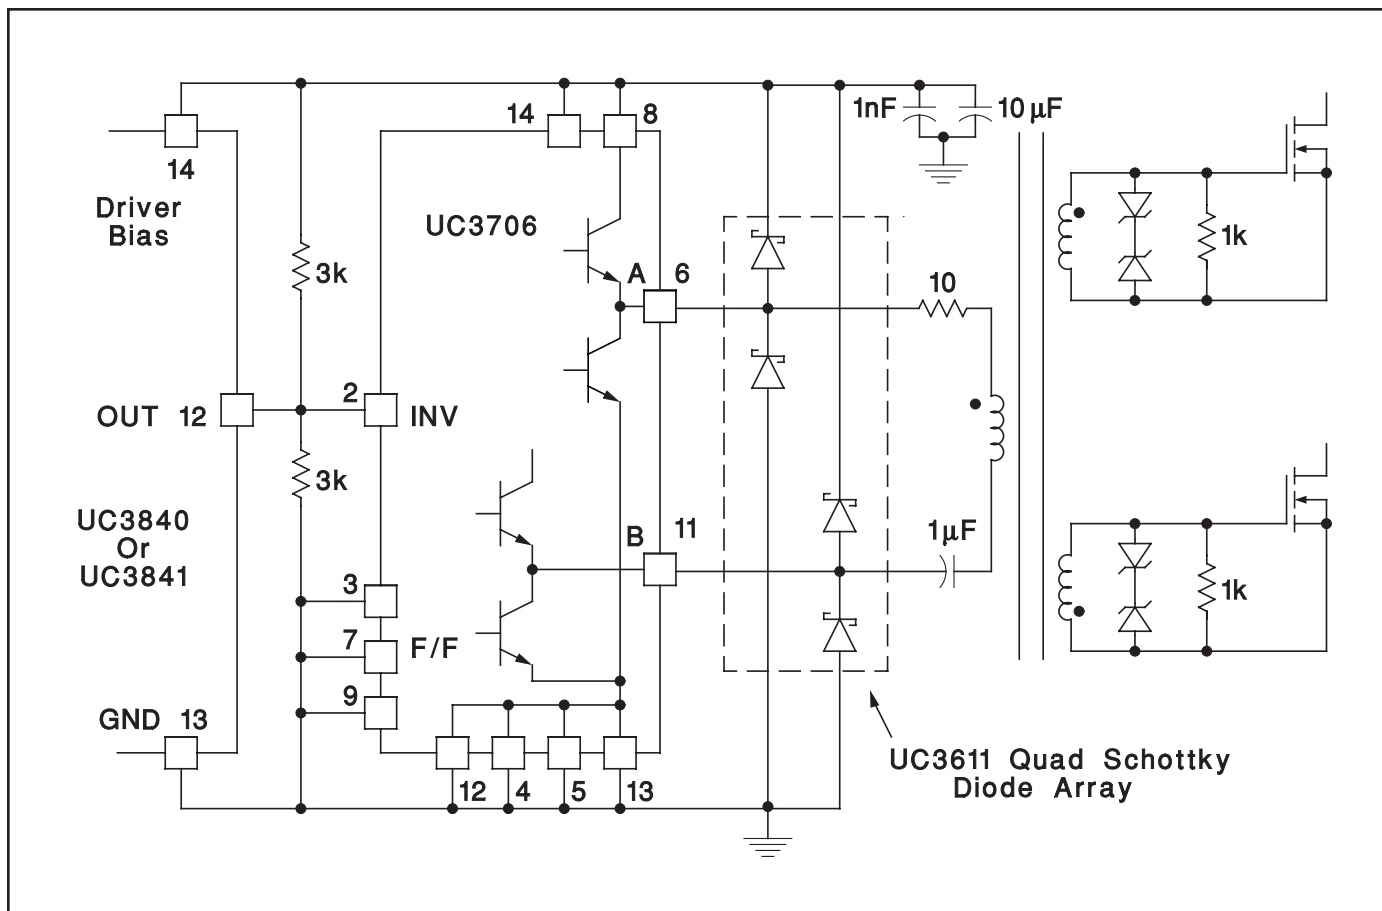 14
8
1nF
10 µF
14
Driver
Bias
UC3706
3k
A
6
10
1k
2
OUT 12
INV
3k
B
11
1µF
UC3840
Or
UC3841
3
7
F/F
9
1k
GND 13
12
4
5
13
UC3611 Quad Schottky
Diode Array